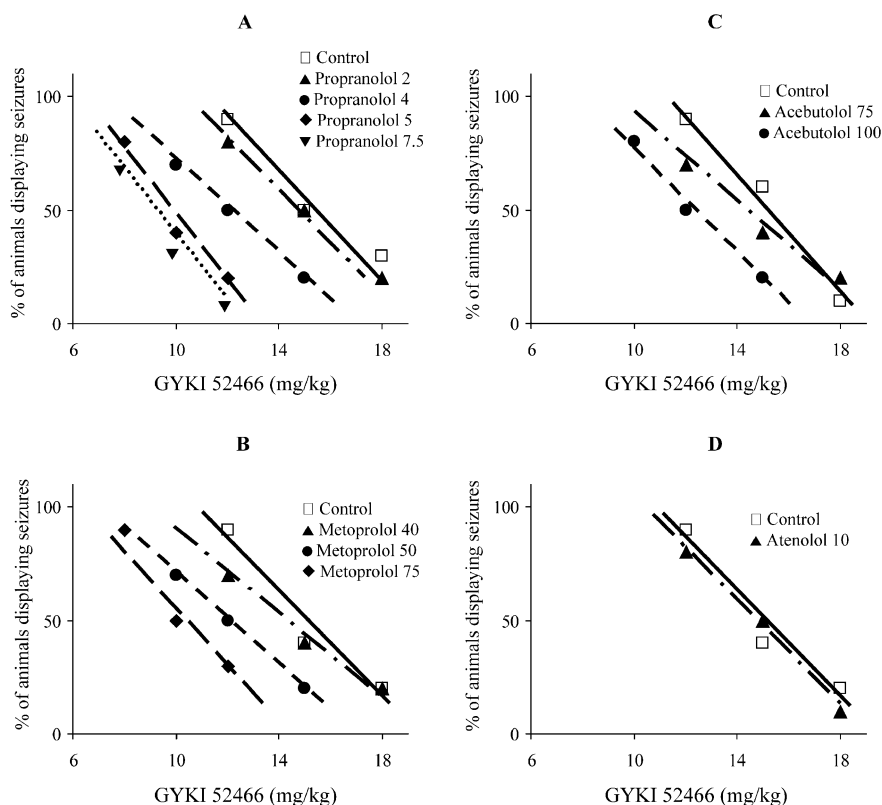 A
% of animals displaying seizures
100
50
0
6
10
14
18
GYKI 52466 (mg/kg)
Control
Propranolol 2
Propranolol 4
Propranolol 5
Propranolol 7.5
C
% of animals displaying seizures
100
50
0
6
10
14
18
GYKI 52466 (mg/kg)
Control
Acebutolol 75
Acebutolol 100
B
% of animals displaying seizures
100
50
0
6
10
14
18
GYKI 52466 (mg/kg)
Control
Metoprolol 40
Metoprolol 50
Metoprolol 75
D
% of animals displaying seizures
100
50
0
6
10
14
18
GYKI 52466 (mg/kg)
Control
Atenolol 10